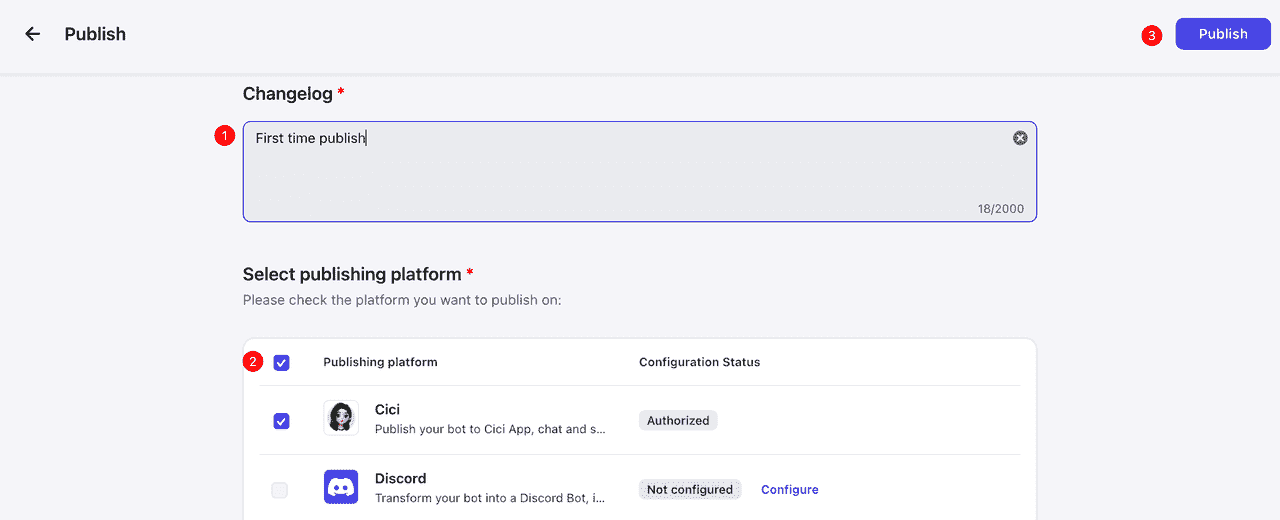 Publish
3
Publish
Changelog *
1
First time publish
18/2000
Select publishing platform *
Please check the platform you want to publish on:
2
Publishing platform
Configuration Status
Cici
Publish your bot to Cici App, chat and s...
Authorized
Discord
Transform your bot into a Discord Bot, i...
Not configured
Configure